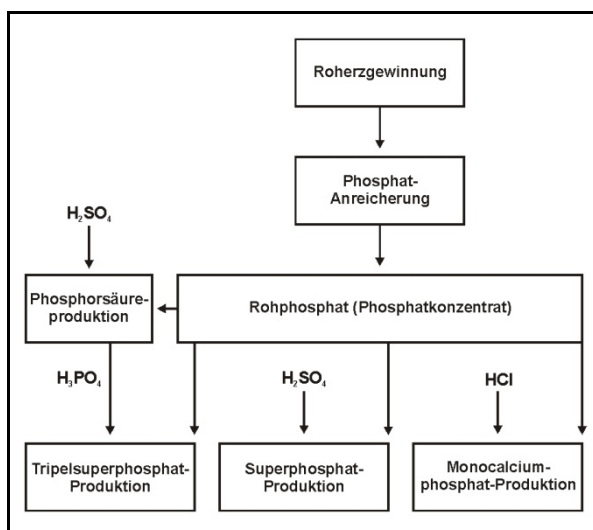 Roherzgewinnung
Phosphat-
Anreicherung
H₂SO₄
Phosphorsäure-
produktion
Rohphosphat (Phosphatkonzentrat)
H₃PO₄
H₂SO₄
HCl
Tripelsuperphosphat-
Produktion
Superphosphat-
Produktion
Monocalcium-
phosphat-Produktion